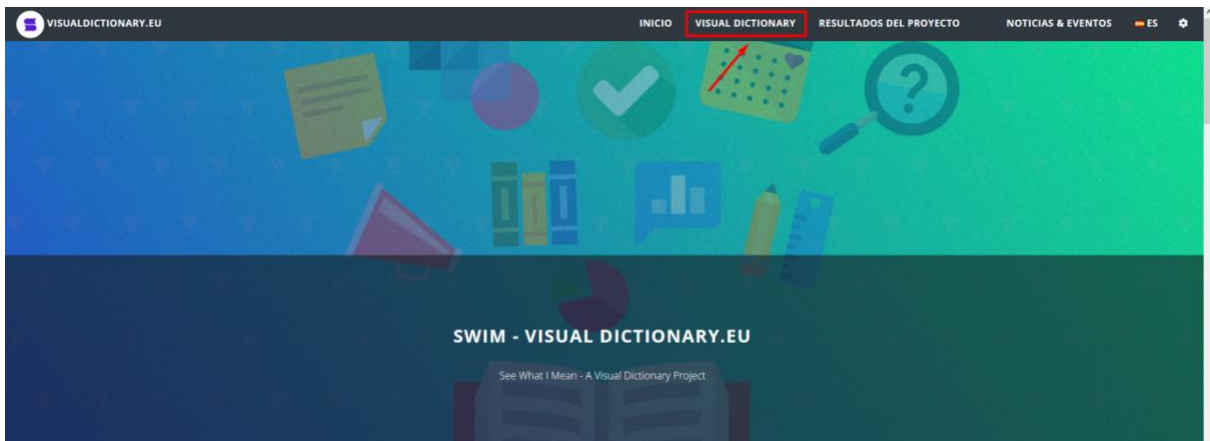 VISUALDICTIONARY.EU INICIO VISUAL DICTIONARY RESULTADOS DEL PROYECTO NOTICIAS & EVENTOS ES
SWIM - VISUAL DICTIONARY.EU
See What I Mean - A Visual Dictionary Project